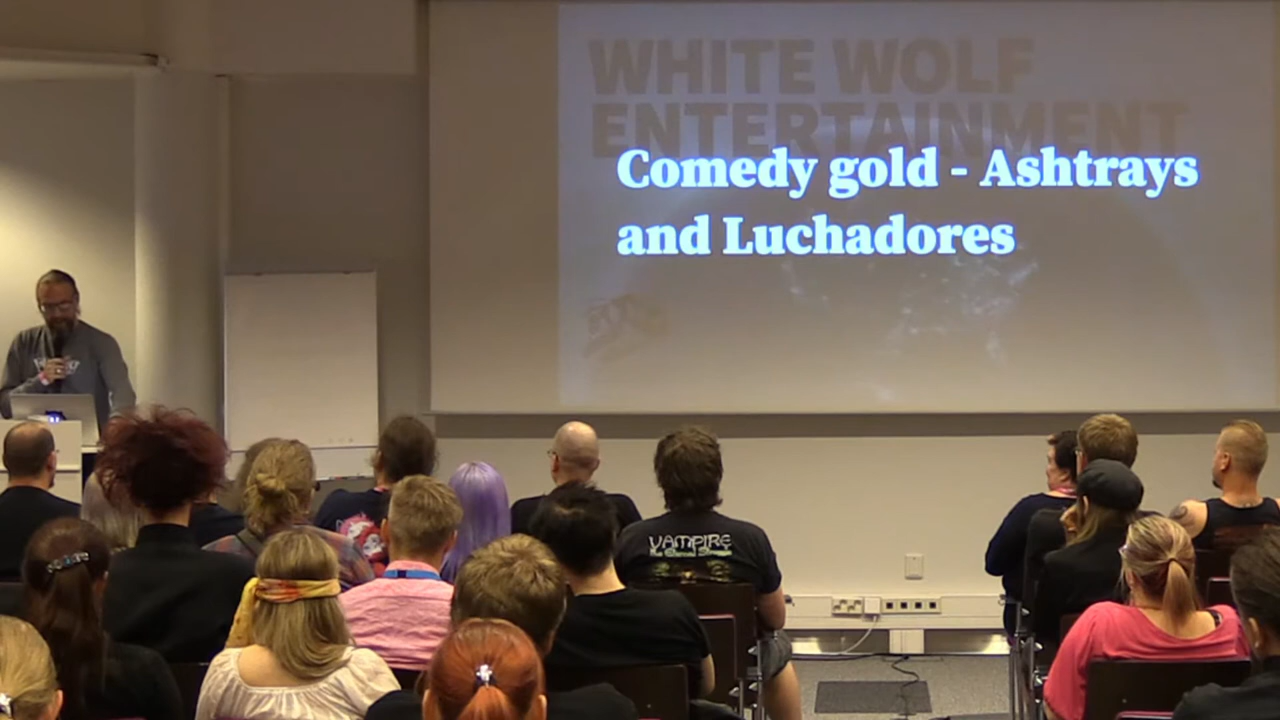 WHITE WOLF
ENTERTAINMENT
Comedy gold - Ashtrays
and Luchadores
VAMPIRE